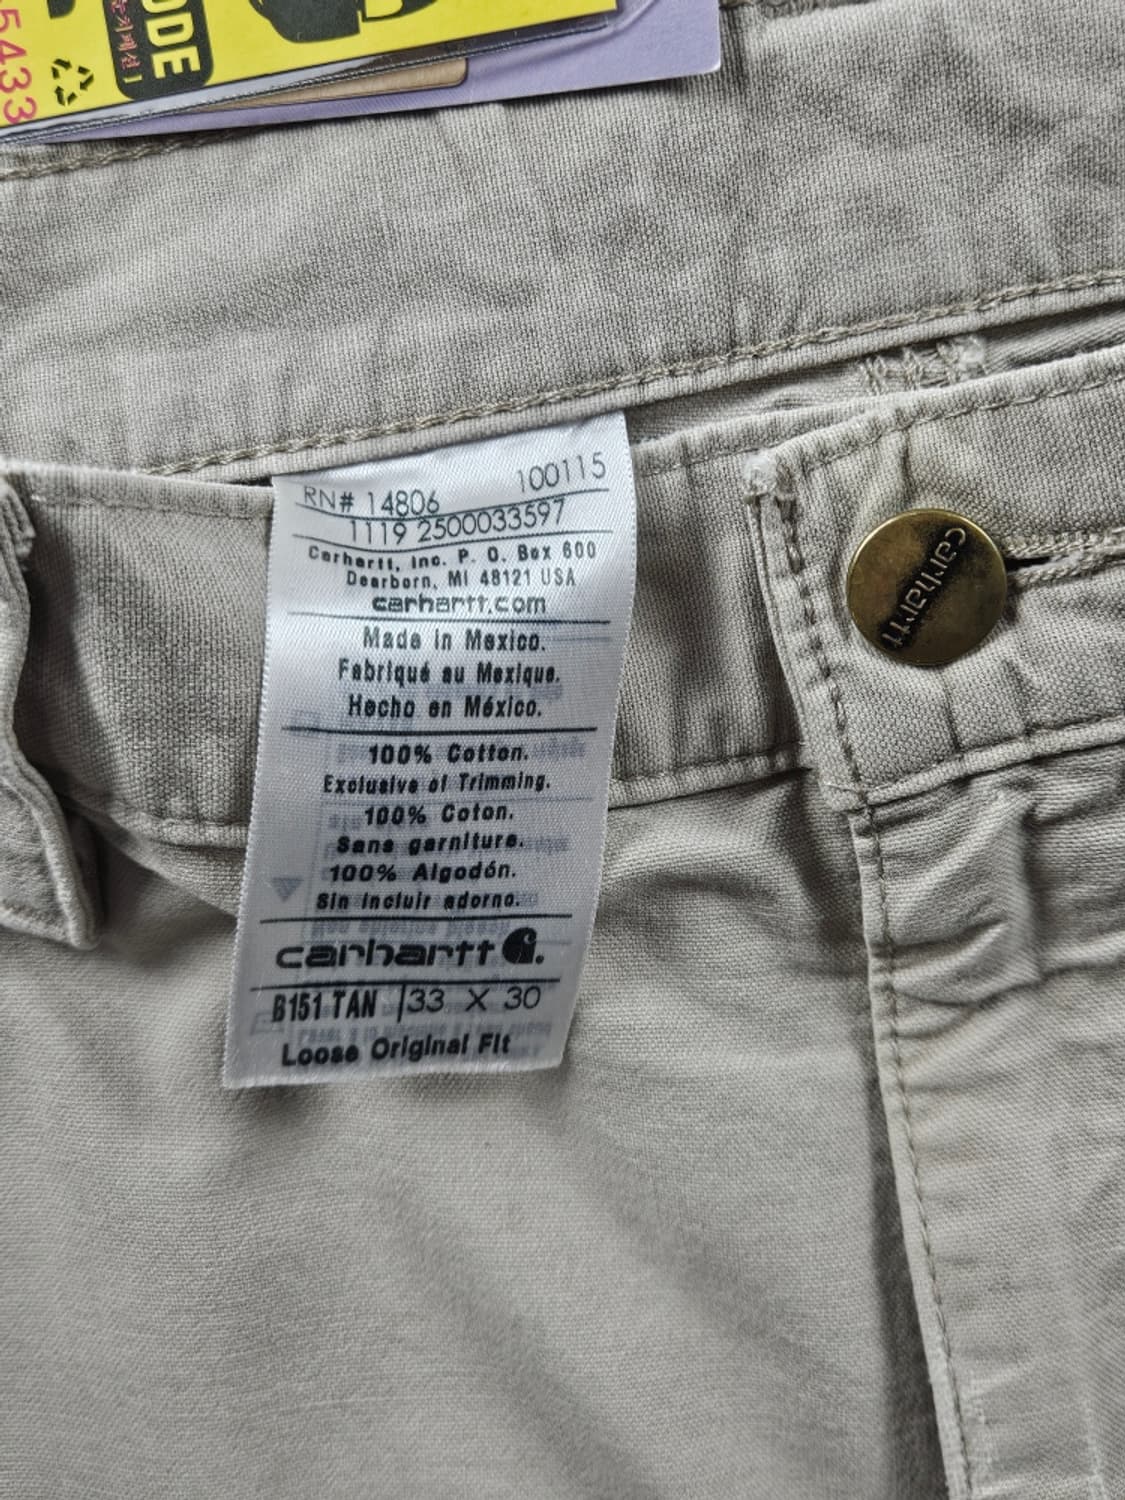 5433
ODE
RN# 14806 100115
1119 2500033597
Carhartt, Inc. P. O. Box 600
Dearborn, MI 48121 USA
carhartt.com
Made in Mexico.
Fabriqué au Mexique.
Hecho en México.
100% Cotton.
Exclusive of Trimming.
100% Coton.
Sans garniture.
100% Algodón.
Sin incluir adorno.
carhartt
B151 TAN 33 X 30
Loose Original Fit
carhartt